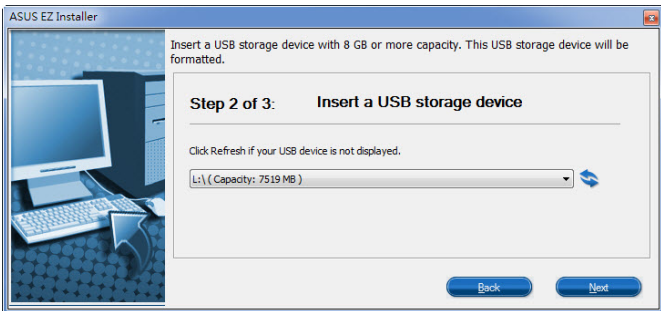 ASUS EZ Installer
Insert a USB storage device with 8 GB or more capacity. This USB storage device will be
formatted.
Step 2 of 3: Insert a USB storage device
Click Refresh if your USB device is not displayed.
L:\ ( Capacity: 7519 MB )
Back Next